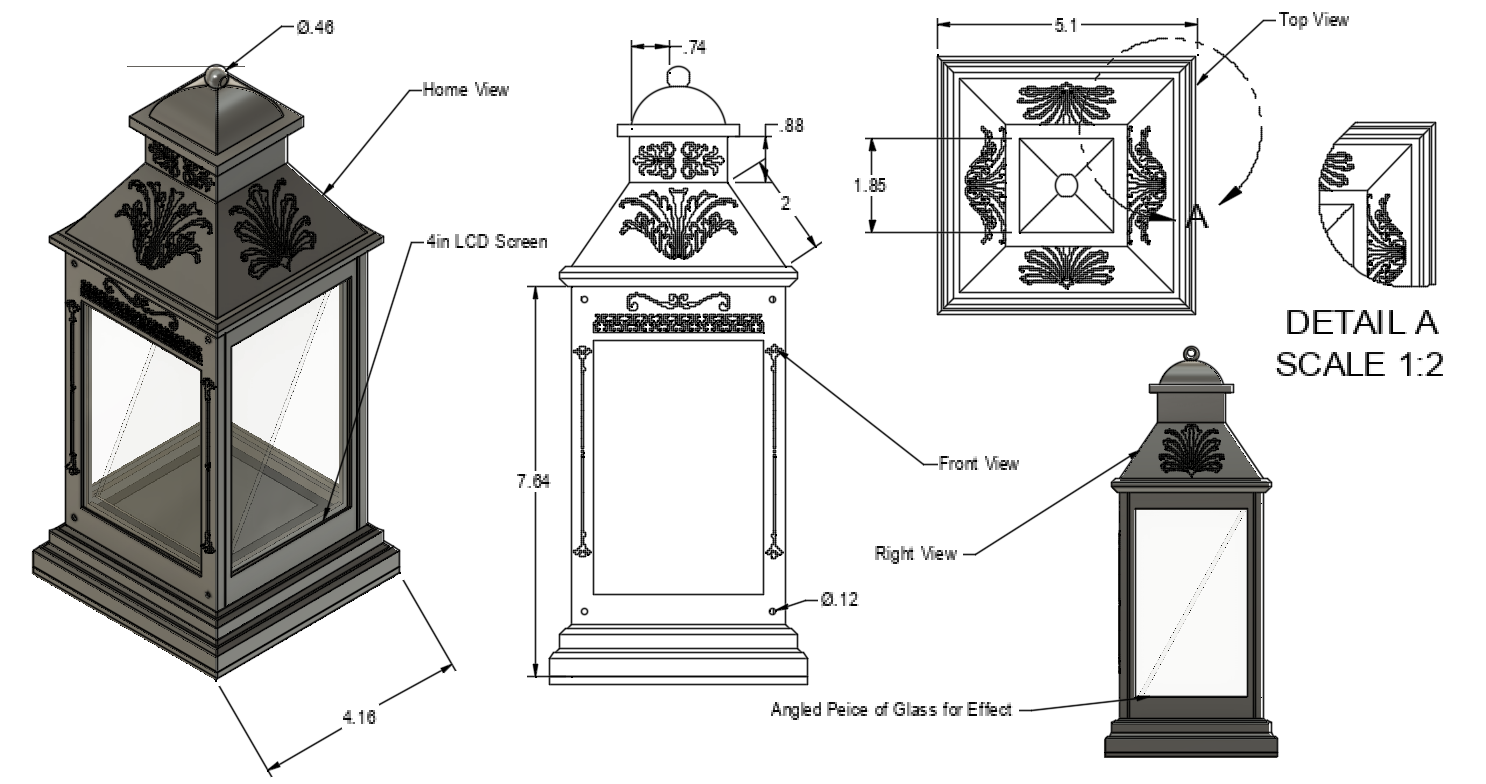 Ø.46
Home View
4in LCD Screen
4.16
.74
.88
2
7.64
Front View
Ø.12
5.1
Top View
1.85
A
DETAIL A
SCALE 1:2
Right View
Angled Peice of Glass for Effect